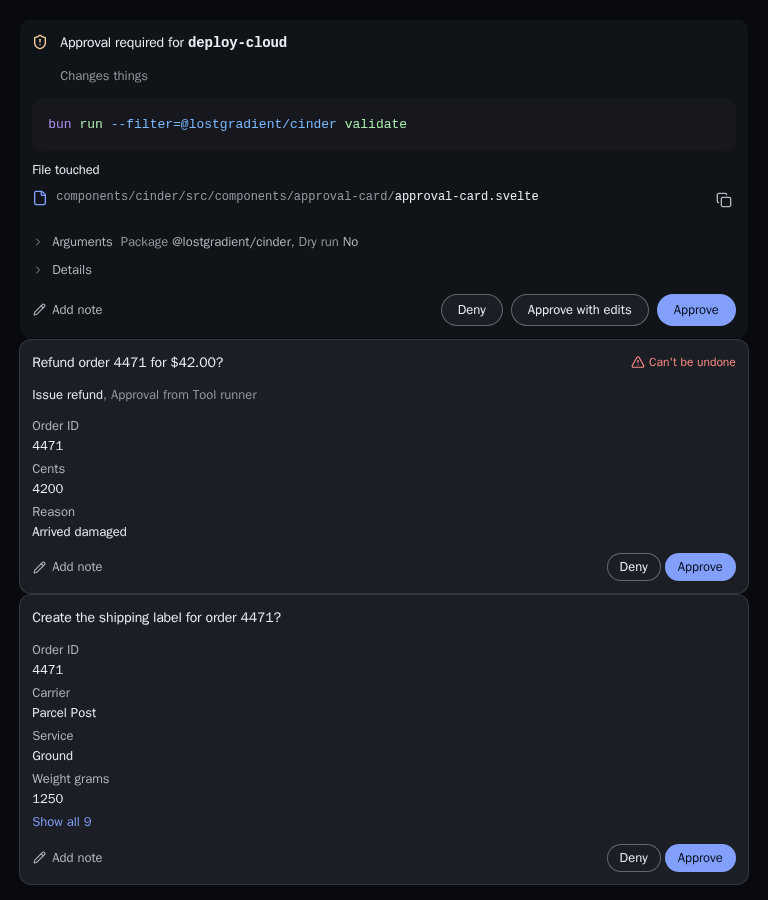 Approval required for deploy-cloud
Changes things
bun run --filter=@lostgradient/cinder validate
File touched
components/cinder/src/components/approval-card/approval-card.svelte
Arguments Package @lostgradient/cinder, Dry run No
Details
Add note Deny Approve with edits Approve
Refund order 4471 for $42.00? Can't be undone
Issue refund, Approval from Tool runner
Order ID
4471
Cents
4200
Reason
Arrived damaged
Add note Deny Approve
Create the shipping label for order 4471?
Order ID
4471
Carrier
Parcel Post
Service
Ground
Weight grams
1250
Show all 9
Add note Deny Approve